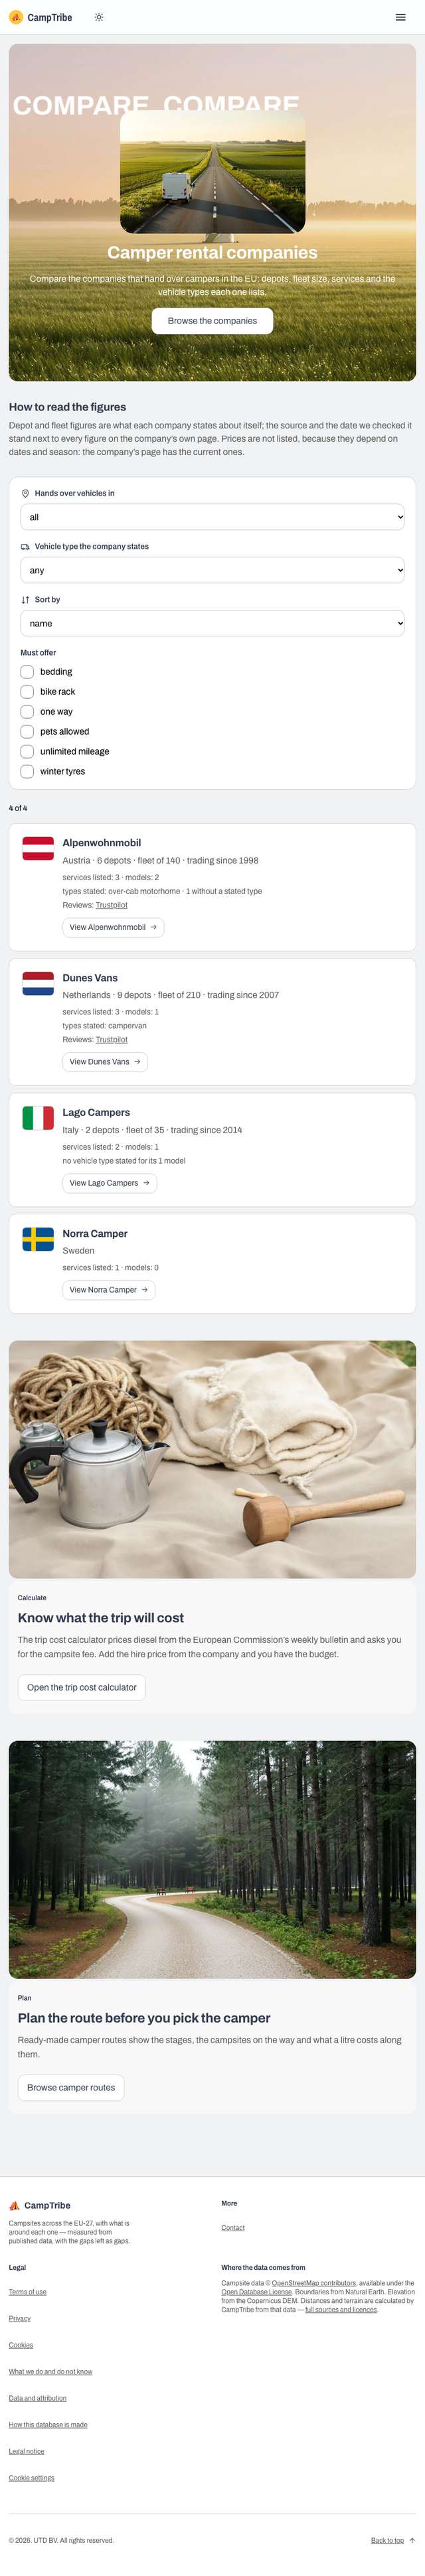 CampTribe
COMPARE COMPARE
Camper rental companies
Compare the companies that hand over campers in the EU: depots, fleet size, services and the
vehicle types each one lists.
Browse the companies
How to read the figures
Depot and fleet figures are what each company states about itself; the source and the date we checked it
stand next to every figure on the company's own page. Prices are not listed, because they depend on
dates and season: the company's page has the current ones.
Hands over vehicles in
all
Vehicle type the company states
any
Sort by
name
Must offer
bedding
bike rack
one way
pets allowed
unlimited mileage
winter tyres
4 of 4
Alpenwohnmobil
Austria · 6 depots · fleet of 140 · trading since 1998
services listed: 3 · models: 2
types stated: over-cab motorhome · 1 without a stated type
Reviews: Trustpilot
View Alpenwohnmobil →
Dunes Vans
Netherlands · 9 depots · fleet of 210 · trading since 2007
services listed: 3 · models: 1
types stated: campervan
Reviews: Trustpilot
View Dunes Vans →
Lago Campers
Italy · 2 depots · fleet of 35 · trading since 2014
services listed: 2 · models: 1
no vehicle type stated for its 1 model
View Lago Campers →
Norra Camper
Sweden
services listed: 1 · models: 0
View Norra Camper →
Calculate
Know what the trip will cost
The trip cost calculator prices diesel from the European Commission's weekly bulletin and asks you
for the campsite fee. Add the hire price from the company and you have the budget.
Open the trip cost calculator
Plan
Plan the route before you pick the camper
Ready-made camper routes show the stages, the campsites on the way and what a litre costs along
them.
Browse camper routes
CampTribe
Campsites across the EU-27, with what is
around each one — measured from
published data, with the gaps left as gaps.
More
Contact
Legal
Terms of use
Privacy
Cookies
What we do and do not know
Data and attribution
How this database is made
Legal notice
Cookie settings
Where the data comes from
Campsite data © OpenStreetMap contributors, available under the
Open Database License. Boundaries from Natural Earth. Elevation
from the Copernicus DEM. Distances and terrain are calculated by
CampTribe from that data — full sources and licences.
© 2026. UTD BV. All rights reserved.
Back to top ↑